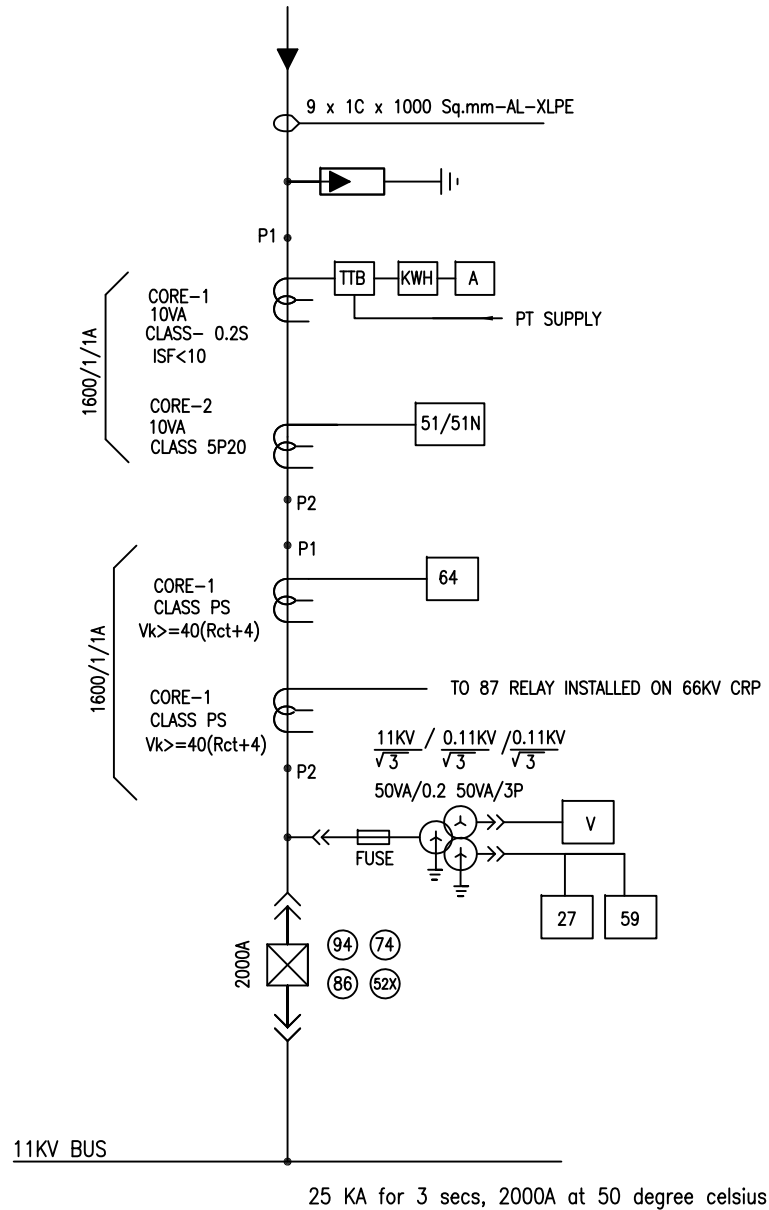 9 x 1C x 1000 Sq.mm-AL-XLPE
P1
TTB
KWH
A
PT SUPPLY
1600/1/1A
CORE-1
10VA
CLASS- 0.2S
ISF<10
CORE-2
10VA
CLASS 5P20
51/51N
P2
P1
1600/1/1A
CORE-1
CLASS PS
Vk>=40(Rct+4)
64
CORE-1
CLASS PS
Vk>=40(Rct+4)
TO 87 RELAY INSTALLED ON 66KV CRP
P2
11KV / 0.11KV / 0.11KV
√3 √3 √3
50VA/0.2 50VA/3P
FUSE
V
27
59
2000A
94
74
86
52X
11KV BUS
25 KA for 3 secs, 2000A at 50 degree celsius